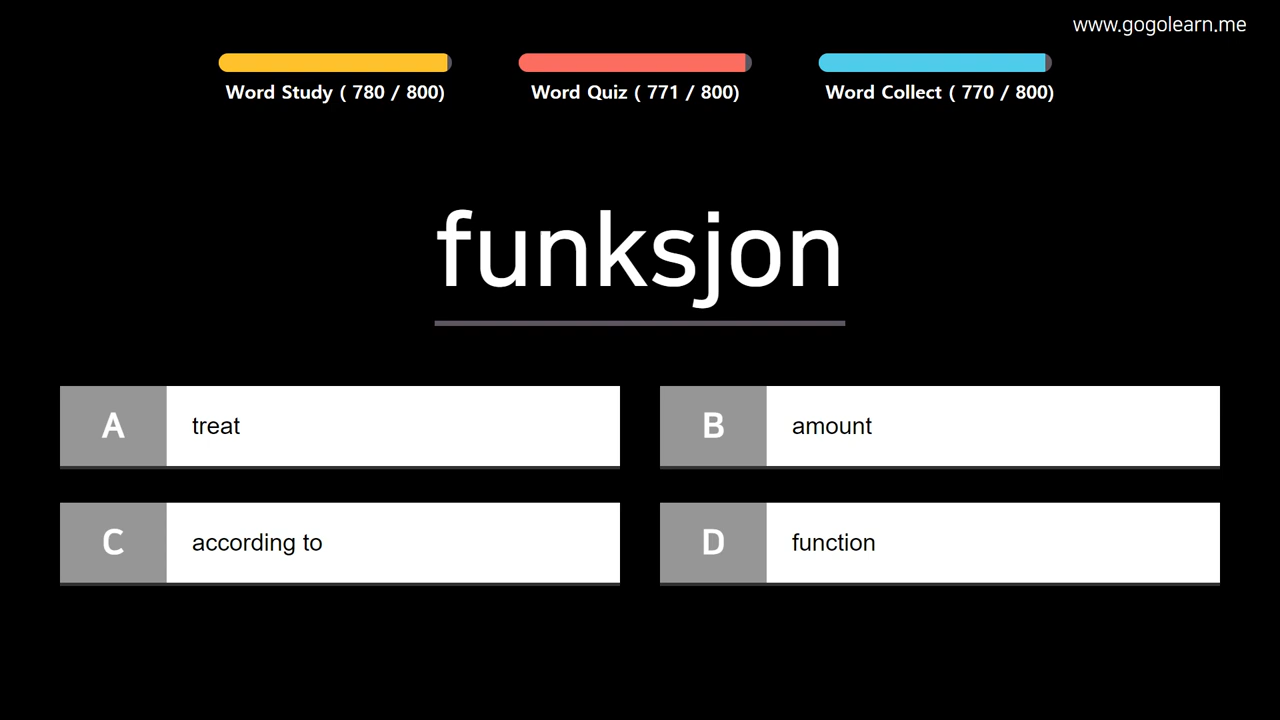 www.gogolearn.me
Word Study ( 780 / 800)
Word Quiz ( 771 / 800)
Word Collect ( 770 / 800)
funksjon
A treat
B amount
C according to
D function